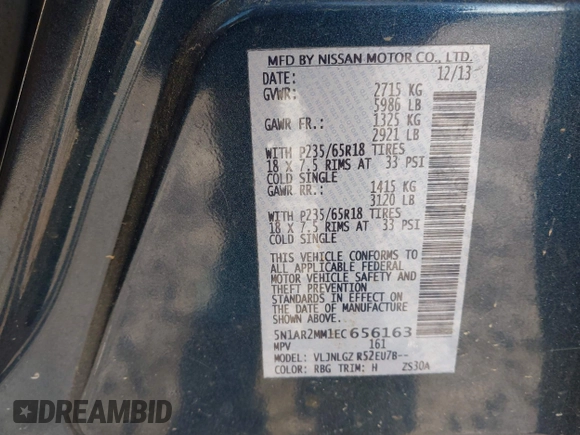 MFD BY NISSAN MOTOR CO., LTD.
DATE: 12/13
GVWR: 2715 KG
5986 LB
GAWR FR.: 1325 KG
2921 LB
WITH P235/65R18 TIRES
18 X 7.5 RIMS AT 33 PSI
COLD SINGLE
GAWR RR.: 1415 KG
3120 LB
WITH P235/65R18 TIRES
18 X 7.5 RIMS AT 33 PSI
COLD SINGLE
THIS VEHICLE CONFORMS TO
ALL APPLICABLE FEDERAL
MOTOR VEHICLE SAFETY AND
THEFT PREVENTION
STANDARDS IN EFFECT ON
THE DATE OF MANUFACTURE
SHOWN ABOVE.
5N1AR2MM1EC 656163
MPV 161
MODEL: VLJNLGZ R52EU7B--
COLOR: RBG TRIM: H ZS30A
DREAMBID